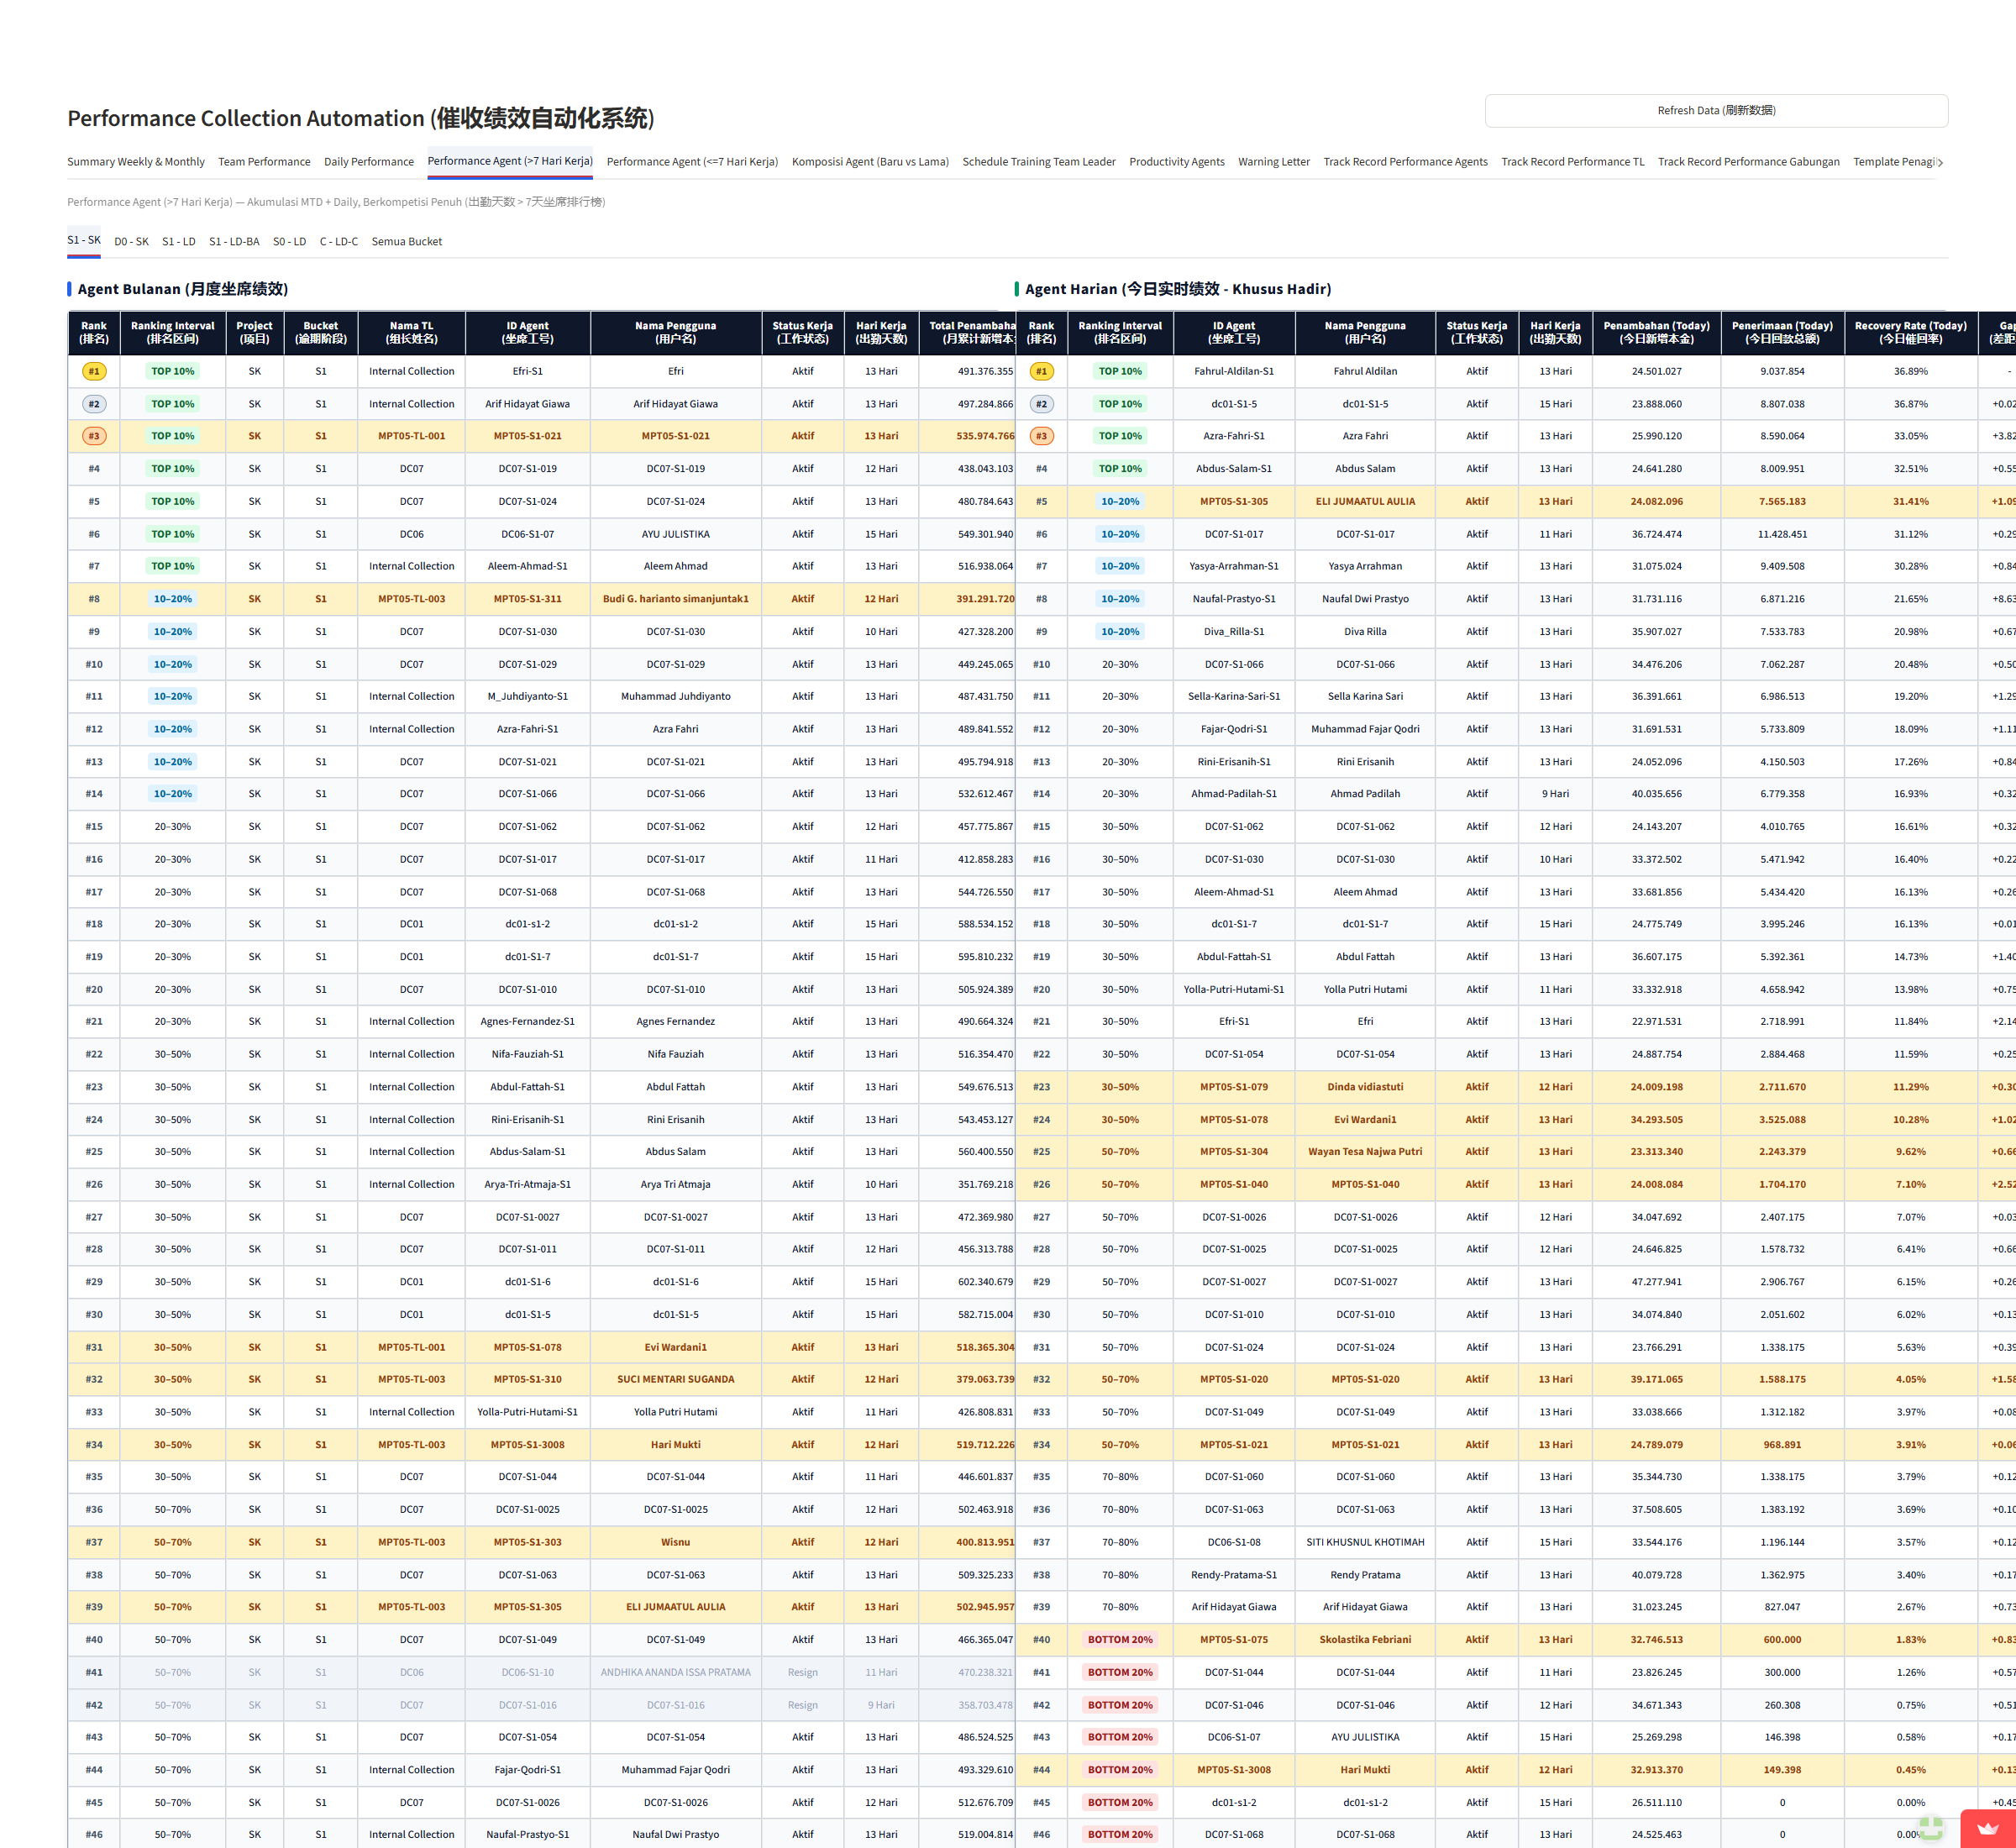 Performance Collection Automation (催收绩效自动化系统)
Refresh Data (刷新数据)
Summary Weekly & Monthly Team Performance Daily Performance Performance Agent (>7 Hari Kerja) Performance Agent (<=7 Hari Kerja) Komposisi Agent (Baru vs Lama) Schedule Training Team Leader Productivity Agents Warning Letter Track Record Performance Agents Track Record Performance TL Track Record Performance Gabungan Template Penagi
Performance Agent (>7 Hari Kerja) — Akumulasi MTD + Daily, Berkompetisi Penuh (出勤天数 > 7天坐席排行榜)
S1 - SK D0 - SK S1 - LD S1 - LD-BA S0 - LD C - LD-C Semua Bucket
Agent Bulanan (月度坐席绩效)
Rank Ranking Interval Project Bucket Nama TL ID Agent Nama Pengguna Status Kerja Hari Kerja Total Penambaha
(排名) (排名区间) (项目) (逾期阶段) (组长姓名) (坐席工号) (用户名) (工作状态) (出勤天数) (月累计新增本
#1 TOP 10% SK S1 Internal Collection Efri-S1 Efri Aktif 13 Hari 491.376.355
#2 TOP 10% SK S1 Internal Collection Arif Hidayat Giawa Arif Hidayat Giawa Aktif 13 Hari 497.284.866
#3 TOP 10% SK S1 MPT05-TL-001 MPT05-S1-021 MPT05-S1-021 Aktif 13 Hari 535.974.766
#4 TOP 10% SK S1 DC07 DC07-S1-019 DC07-S1-019 Aktif 12 Hari 438.043.103
#5 TOP 10% SK S1 DC07 DC07-S1-024 DC07-S1-024 Aktif 13 Hari 480.784.643
#6 TOP 10% SK S1 DC06 DC06-S1-07 AYU JULISTIKA Aktif 15 Hari 549.301.940
#7 TOP 10% SK S1 Internal Collection Aleem-Ahmad-S1 Aleem Ahmad Aktif 13 Hari 516.938.064
#8 10–20% SK S1 MPT05-TL-003 MPT05-S1-311 Budi G. harianto simanjuntak1 Aktif 12 Hari 391.291.720
#9 10–20% SK S1 DC07 DC07-S1-030 DC07-S1-030 Aktif 10 Hari 427.328.200
#10 10–20% SK S1 DC07 DC07-S1-029 DC07-S1-029 Aktif 13 Hari 449.245.065
#11 10–20% SK S1 Internal Collection M_Juhdiyanto-S1 Muhammad Juhdiyanto Aktif 13 Hari 487.431.750
#12 10–20% SK S1 Internal Collection Azra-Fahri-S1 Azra Fahri Aktif 13 Hari 489.841.552
#13 10–20% SK S1 DC07 DC07-S1-021 DC07-S1-021 Aktif 13 Hari 495.794.918
#14 10–20% SK S1 DC07 DC07-S1-066 DC07-S1-066 Aktif 13 Hari 532.612.467
#15 20–30% SK S1 DC07 DC07-S1-062 DC07-S1-062 Aktif 12 Hari 457.775.867
#16 20–30% SK S1 DC07 DC07-S1-017 DC07-S1-017 Aktif 11 Hari 412.858.283
#17 20–30% SK S1 DC07 DC07-S1-068 DC07-S1-068 Aktif 13 Hari 544.726.550
#18 20–30% SK S1 DC01 dc01-s1-2 dc01-s1-2 Aktif 15 Hari 588.534.152
#19 20–30% SK S1 DC01 dc01-S1-7 dc01-S1-7 Aktif 15 Hari 595.810.232
#20 20–30% SK S1 DC07 DC07-S1-010 DC07-S1-010 Aktif 13 Hari 505.924.389
#21 20–30% SK S1 Internal Collection Agnes-Fernandez-S1 Agnes Fernandez Aktif 13 Hari 490.664.324
#22 30–50% SK S1 Internal Collection Nifa-Fauziah-S1 Nifa Fauziah Aktif 13 Hari 516.354.470
#23 30–50% SK S1 Internal Collection Abdul-Fattah-S1 Abdul Fattah Aktif 13 Hari 549.676.513
#24 30–50% SK S1 Internal Collection Rini-Erisanih-S1 Rini Erisanih Aktif 13 Hari 543.453.127
#25 30–50% SK S1 Internal Collection Abdus-Salam-S1 Abdus Salam Aktif 13 Hari 560.400.550
#26 30–50% SK S1 Internal Collection Arya-Tri-Atmaja-S1 Arya Tri Atmaja Aktif 10 Hari 351.769.218
#27 30–50% SK S1 DC07 DC07-S1-0027 DC07-S1-0027 Aktif 13 Hari 472.369.980
#28 30–50% SK S1 DC07 DC07-S1-011 DC07-S1-011 Aktif 12 Hari 456.313.788
#29 30–50% SK S1 DC01 dc01-S1-6 dc01-S1-6 Aktif 15 Hari 602.340.679
#30 30–50% SK S1 DC01 dc01-S1-5 dc01-S1-5 Aktif 15 Hari 582.715.004
#31 30–50% SK S1 MPT05-TL-001 MPT05-S1-078 Evi Wardani1 Aktif 13 Hari 518.365.304
#32 30–50% SK S1 MPT05-TL-003 MPT05-S1-310 SUCI MENTARI SUGANDA Aktif 12 Hari 379.063.739
#33 30–50% SK S1 Internal Collection Yolla-Putri-Hutami-S1 Yolla Putri Hutami Aktif 11 Hari 426.808.831
#34 30–50% SK S1 MPT05-TL-003 MPT05-S1-3008 Hari Mukti Aktif 12 Hari 519.712.226
#35 30–50% SK S1 DC07 DC07-S1-044 DC07-S1-044 Aktif 11 Hari 446.601.837
#36 50–70% SK S1 DC07 DC07-S1-0025 DC07-S1-0025 Aktif 12 Hari 502.463.918
#37 50–70% SK S1 MPT05-TL-003 MPT05-S1-303 Wisnu Aktif 12 Hari 400.813.951
#38 50–70% SK S1 DC07 DC07-S1-063 DC07-S1-063 Aktif 13 Hari 509.325.233
#39 50–70% SK S1 MPT05-TL-003 MPT05-S1-305 ELI JUMAATUL AULIA Aktif 13 Hari 502.945.957
#40 50–70% SK S1 DC07 DC07-S1-049 DC07-S1-049 Aktif 13 Hari 466.365.047
#41 50–70% SK S1 DC06 DC06-S1-10 ANDHIKA ANANDA ISSA PRATAMA Resign 11 Hari 470.238.321
#42 50–70% SK S1 DC07 DC07-S1-016 DC07-S1-016 Resign 9 Hari 358.703.478
#43 50–70% SK S1 DC07 DC07-S1-054 DC07-S1-054 Aktif 13 Hari 486.524.525
#44 50–70% SK S1 Internal Collection Fajar-Qodri-S1 Muhammad Fajar Qodri Aktif 13 Hari 493.329.610
#45 50–70% SK S1 DC07 DC07-S1-0026 DC07-S1-0026 Aktif 12 Hari 512.676.709
#46 50–70% SK S1 Internal Collection Naufal-Prastyo-S1 Naufal Dwi Prastyo Aktif 13 Hari 519.004.814
Agent Harian (今日实时绩效 - Khusus Hadir)
Rank Ranking Interval ID Agent Nama Pengguna Status Kerja Hari Kerja Penambahan (Today) Penerimaan (Today) Recovery Rate (Today) Gap
(排名) (排名区间) (坐席工号) (用户名) (工作状态) (出勤天数) (今日新增本金) (今日回款总额) (今日催回率) (差距
#1 TOP 10% Fahrul-Aldilan-S1 Fahrul Aldilan Aktif 13 Hari 24.501.027 9.037.854 36.89% -
#2 TOP 10% dc01-S1-5 dc01-S1-5 Aktif 15 Hari 23.888.060 8.807.038 36.87% +0.02
#3 TOP 10% Azra-Fahri-S1 Azra Fahri Aktif 13 Hari 25.990.120 8.590.064 33.05% +3.82
#4 TOP 10% Abdus-Salam-S1 Abdus Salam Aktif 13 Hari 24.641.280 8.009.951 32.51% +0.55
#5 10–20% MPT05-S1-305 ELI JUMAATUL AULIA Aktif 13 Hari 24.082.096 7.565.183 31.41% +1.09
#6 10–20% DC07-S1-017 DC07-S1-017 Aktif 11 Hari 36.724.474 11.428.451 31.12% +0.29
#7 10–20% Yasya-Arrahman-S1 Yasya Arrahman Aktif 13 Hari 31.075.024 9.409.508 30.28% +0.84
#8 10–20% Naufal-Prastyo-S1 Naufal Dwi Prastyo Aktif 13 Hari 31.731.116 6.871.216 21.65% +8.63
#9 10–20% Diva_Rilla-S1 Diva Rilla Aktif 13 Hari 35.907.027 7.533.783 20.98% +0.67
#10 20–30% DC07-S1-066 DC07-S1-066 Aktif 13 Hari 34.476.206 7.062.287 20.48% +0.50
#11 20–30% Sella-Karina-Sari-S1 Sella Karina Sari Aktif 13 Hari 36.391.661 6.986.513 19.20% +1.29
#12 20–30% Fajar-Qodri-S1 Muhammad Fajar Qodri Aktif 13 Hari 31.691.531 5.733.809 18.09% +1.11
#13 20–30% Rini-Erisanih-S1 Rini Erisanih Aktif 13 Hari 24.052.096 4.150.503 17.26% +0.84
#14 20–30% Ahmad-Padilah-S1 Ahmad Padilah Aktif 9 Hari 40.035.656 6.779.358 16.93% +0.32
#15 30–50% DC07-S1-062 DC07-S1-062 Aktif 12 Hari 24.143.207 4.010.765 16.61% +0.32
#16 30–50% DC07-S1-030 DC07-S1-030 Aktif 10 Hari 33.372.502 5.471.942 16.40% +0.22
#17 30–50% Aleem-Ahmad-S1 Aleem Ahmad Aktif 13 Hari 33.681.856 5.434.420 16.13% +0.26
#18 30–50% dc01-S1-7 dc01-S1-7 Aktif 15 Hari 24.775.749 3.995.246 16.13% +0.01
#19 30–50% Abdul-Fattah-S1 Abdul Fattah Aktif 13 Hari 36.607.175 5.392.361 14.73% +1.40
#20 30–50% Yolla-Putri-Hutami-S1 Yolla Putri Hutami Aktif 11 Hari 33.332.918 4.658.942 13.98% +0.75
#21 30–50% Efri-S1 Efri Aktif 13 Hari 22.971.531 2.718.991 11.84% +2.14
#22 30–50% DC07-S1-054 DC07-S1-054 Aktif 13 Hari 24.887.754 2.884.468 11.59% +0.25
#23 30–50% MPT05-S1-079 Dinda vidiastuti Aktif 12 Hari 24.009.198 2.711.670 11.29% +0.30
#24 30–50% MPT05-S1-078 Evi Wardani1 Aktif 13 Hari 34.293.505 3.525.088 10.28% +1.02
#25 50–70% MPT05-S1-304 Wayan Tesa Najwa Putri Aktif 13 Hari 23.313.340 2.243.379 9.62% +0.66
#26 50–70% MPT05-S1-040 MPT05-S1-040 Aktif 13 Hari 24.008.084 1.704.170 7.10% +2.52
#27 50–70% DC07-S1-0026 DC07-S1-0026 Aktif 12 Hari 34.047.692 2.407.175 7.07% +0.03
#28 50–70% DC07-S1-0025 DC07-S1-0025 Aktif 12 Hari 24.646.825 1.578.732 6.41% +0.66
#29 50–70% DC07-S1-0027 DC07-S1-0027 Aktif 13 Hari 47.277.941 2.906.767 6.15% +0.26
#30 50–70% DC07-S1-010 DC07-S1-010 Aktif 13 Hari 34.074.840 2.051.602 6.02% +0.13
#31 50–70% DC07-S1-024 DC07-S1-024 Aktif 13 Hari 23.766.291 1.338.175 5.63% +0.39
#32 50–70% MPT05-S1-020 MPT05-S1-020 Aktif 13 Hari 39.171.065 1.588.175 4.05% +1.58
#33 50–70% DC07-S1-049 DC07-S1-049 Aktif 13 Hari 33.038.666 1.312.182 3.97% +0.08
#34 50–70% MPT05-S1-021 MPT05-S1-021 Aktif 13 Hari 24.789.079 968.891 3.91% +0.06
#35 70–80% DC07-S1-060 DC07-S1-060 Aktif 13 Hari 35.344.730 1.338.175 3.79% +0.12
#36 70–80% DC07-S1-063 DC07-S1-063 Aktif 13 Hari 37.508.605 1.383.192 3.69% +0.10
#37 70–80% DC06-S1-08 SITI KHUSNUL KHOTIMAH Aktif 15 Hari 33.544.176 1.196.144 3.57% +0.12
#38 70–80% Rendy-Pratama-S1 Rendy Pratama Aktif 13 Hari 40.079.728 1.362.975 3.40% +0.17
#39 70–80% Arif Hidayat Giawa Arif Hidayat Giawa Aktif 13 Hari 31.023.245 827.047 2.67% +0.73
#40 BOTTOM 20% MPT05-S1-075 Skolastika Febriani Aktif 13 Hari 32.746.513 600.000 1.83% +0.83
#41 BOTTOM 20% DC07-S1-044 DC07-S1-044 Aktif 11 Hari 23.826.245 300.000 1.26% +0.57
#42 BOTTOM 20% DC07-S1-046 DC07-S1-046 Aktif 12 Hari 34.671.343 260.308 0.75% +0.51
#43 BOTTOM 20% DC06-S1-07 AYU JULISTIKA Aktif 15 Hari 25.269.298 146.398 0.58% +0.17
#44 BOTTOM 20% MPT05-S1-3008 Hari Mukti Aktif 12 Hari 32.913.370 149.398 0.45% +0.13
#45 BOTTOM 20% dc01-s1-2 dc01-s1-2 Aktif 15 Hari 26.511.110 0 0.00% +0.45
#46 BOTTOM 20% DC07-S1-068 DC07-S1-068 Aktif 13 Hari 24.525.463 0 0.00%